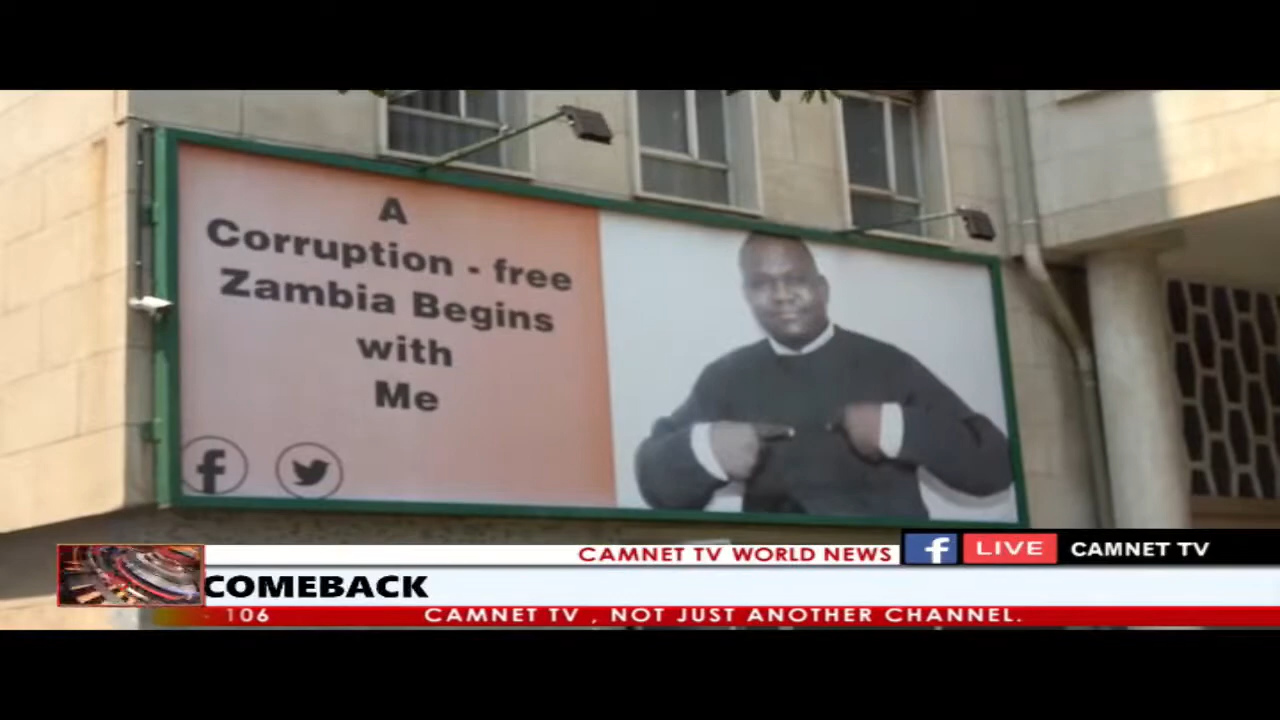 A
Corruption - free
Zambia Begins
with
Me
CAMNET TV WORLD NEWS
f LIVE CAMNET TV
COMEBACK
106 CAMNET TV , NOT JUST ANOTHER CHANNEL.